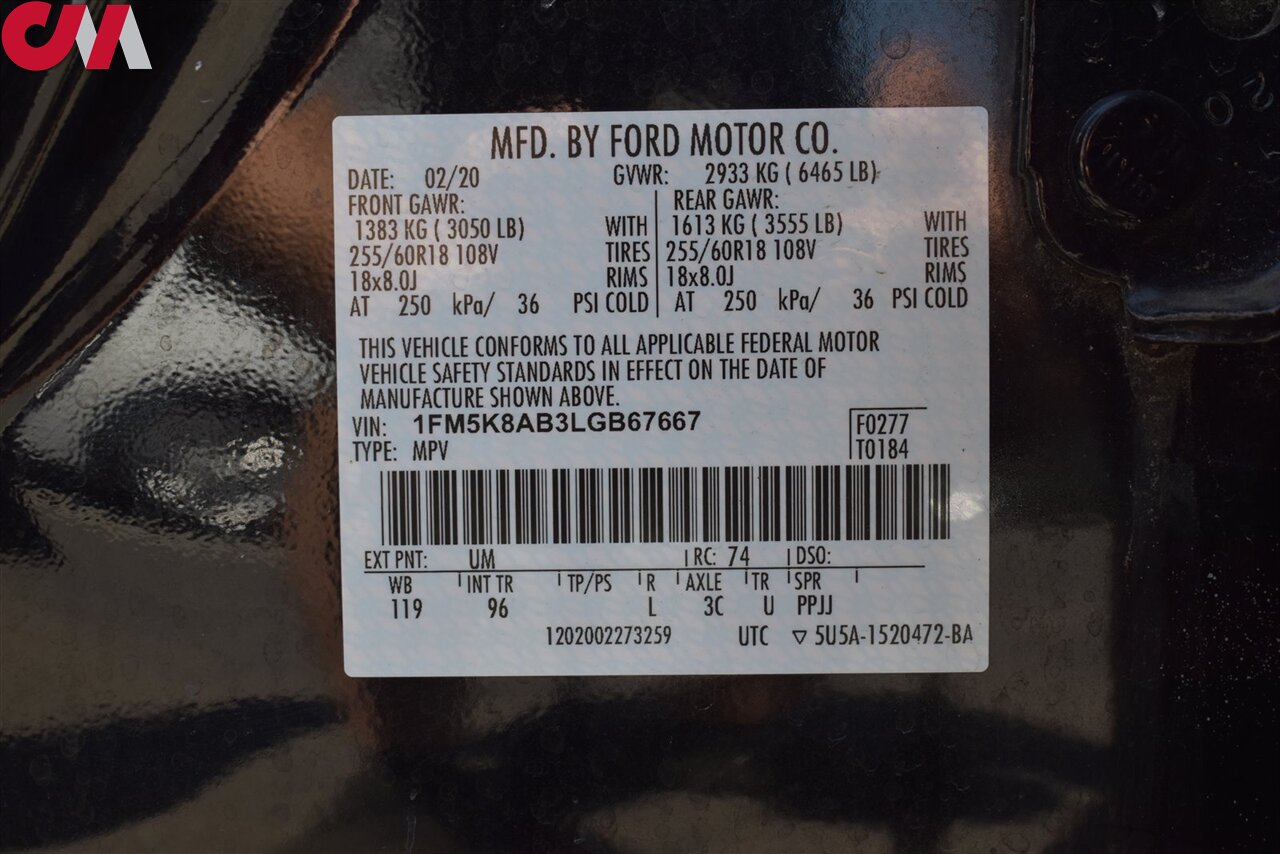 CM
MFD. BY FORD MOTOR CO.
DATE: 02/20 GVWR: 2933 KG ( 6465 LB)
FRONT GAWR: REAR GAWR:
1383 KG ( 3050 LB) WITH 1613 KG ( 3555 LB) WITH
255/60R18 108V TIRES 255/60R18 108V TIRES
18x8.0J RIMS 18x8.0J RIMS
AT 250 kPa/ 36 PSI COLD AT 250 kPa/ 36 PSI COLD
THIS VEHICLE CONFORMS TO ALL APPLICABLE FEDERAL MOTOR
VEHICLE SAFETY STANDARDS IN EFFECT ON THE DATE OF
MANUFACTURE SHOWN ABOVE.
VIN: 1FM5K8AB3LGB67667 F0277
TYPE: MPV T0184
EXT PNT: UM RC: 74 DSO:
WB INT TR TP/PS R AXLE TR SPR
119 96 L 3C U PPJJ
1202002273259 UTC ▽ 5U5A-1520472-BA